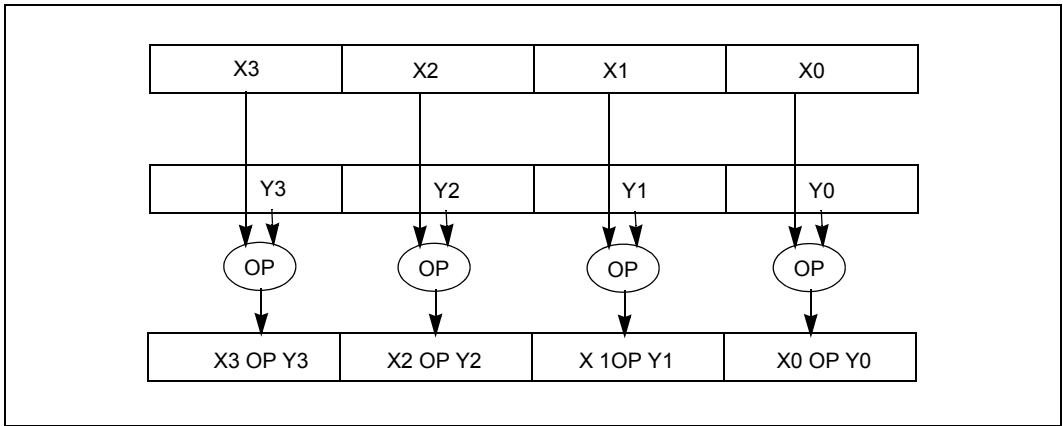 X3 X2 X1 X0
Y3 Y2 Y1 Y0
OP OP OP OP
X3 OP Y3 X2 OP Y2 X 1OP Y1 X0 OP Y0